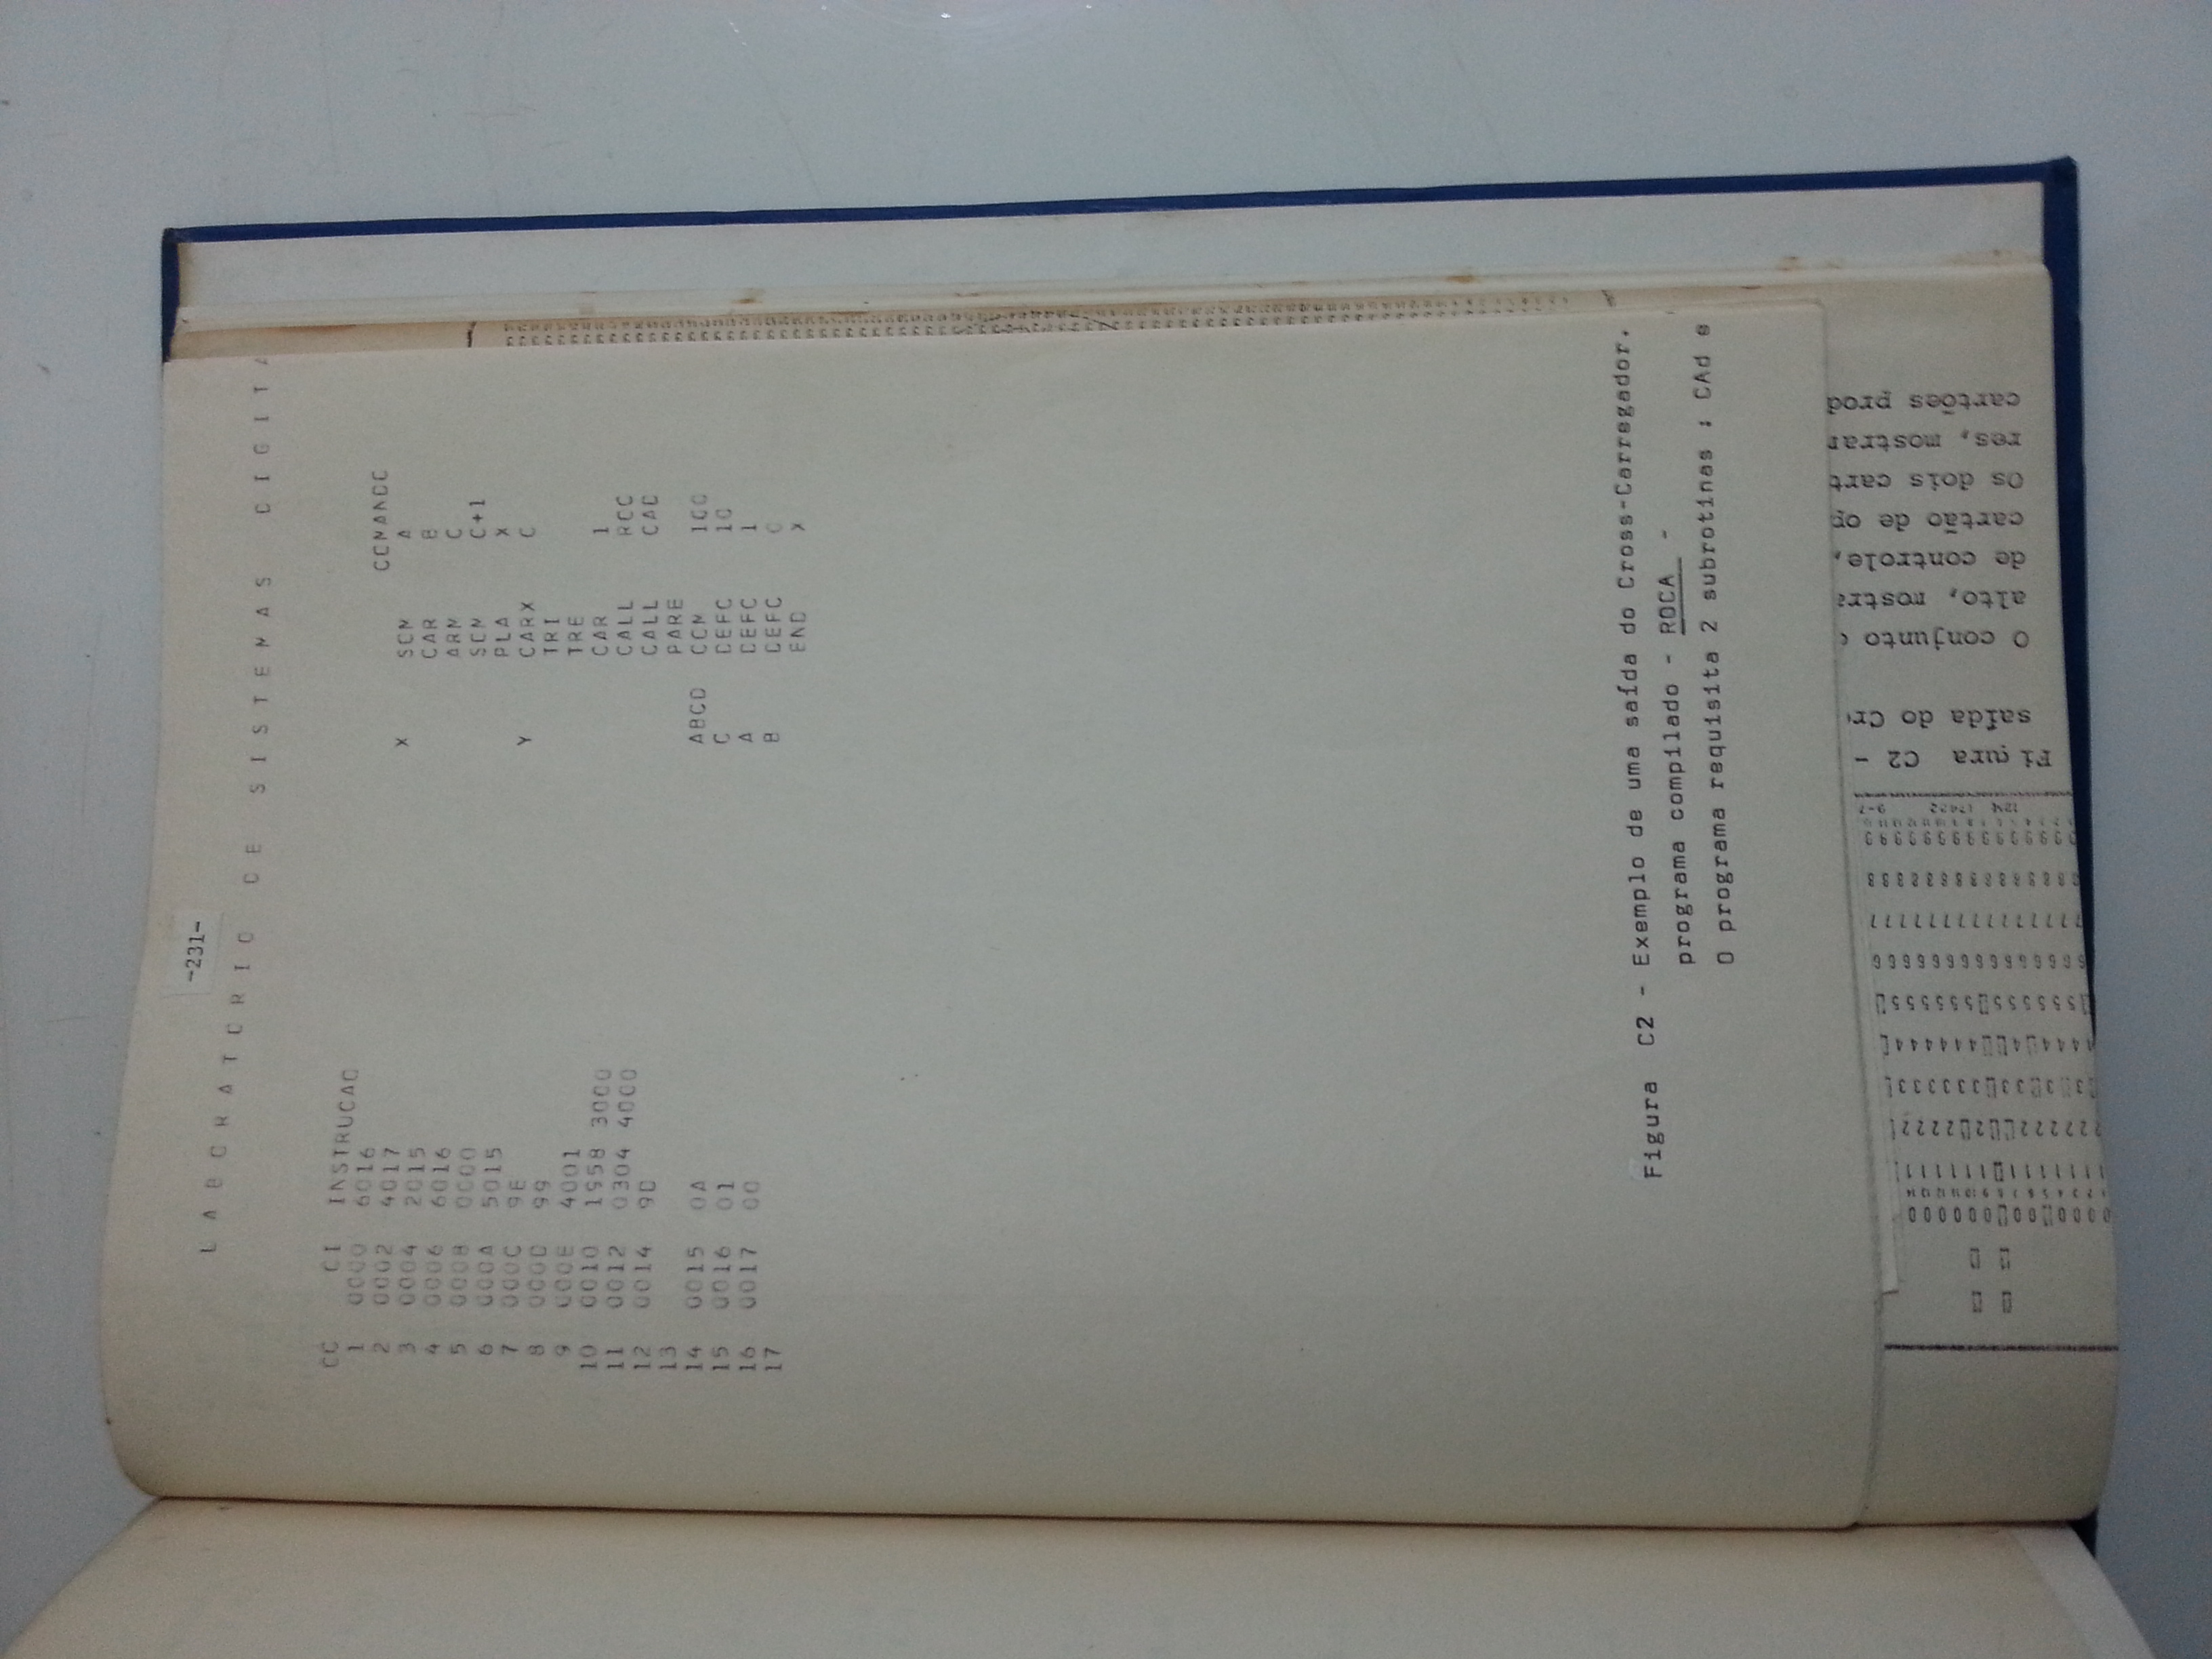 -231-
L A B O R A T O R I O   D E   S I S T E M A S   D I G I T A
CC CI INSTRUCAO COMANDO
1 0000 6016 X SOM A
2 0002 4017 CAR B
3 0004 2015 ARM C
4 0006 6016 SOM C+1
5 0008 0000 PLA X
6 000A 5015 Y CARX C
7 000C 9E TRI
8 000D 99 TRE
9 000E 4001 CAR 1
10 0010 1958 3000 CALL ROC
11 0012 0304 4000 CALL CAD
12 0014 9D PARE
13 ABCD COM 100
14 0015 0A C DEFC 10
15 0016 01 A DEFC 1
16 0017 00 B DEFC 0
17 END X
Figura C2 - Exemplo de uma saída do Cross-Carregador.
programa compilado - ROCA -
O programa requisita 2 subrotinas : CAd e
Figura C2 -
saída do Cr
O conjunto
alto, mostra
de controle,
cartão de op
Os dois cart
res, mostrar
cartões prod